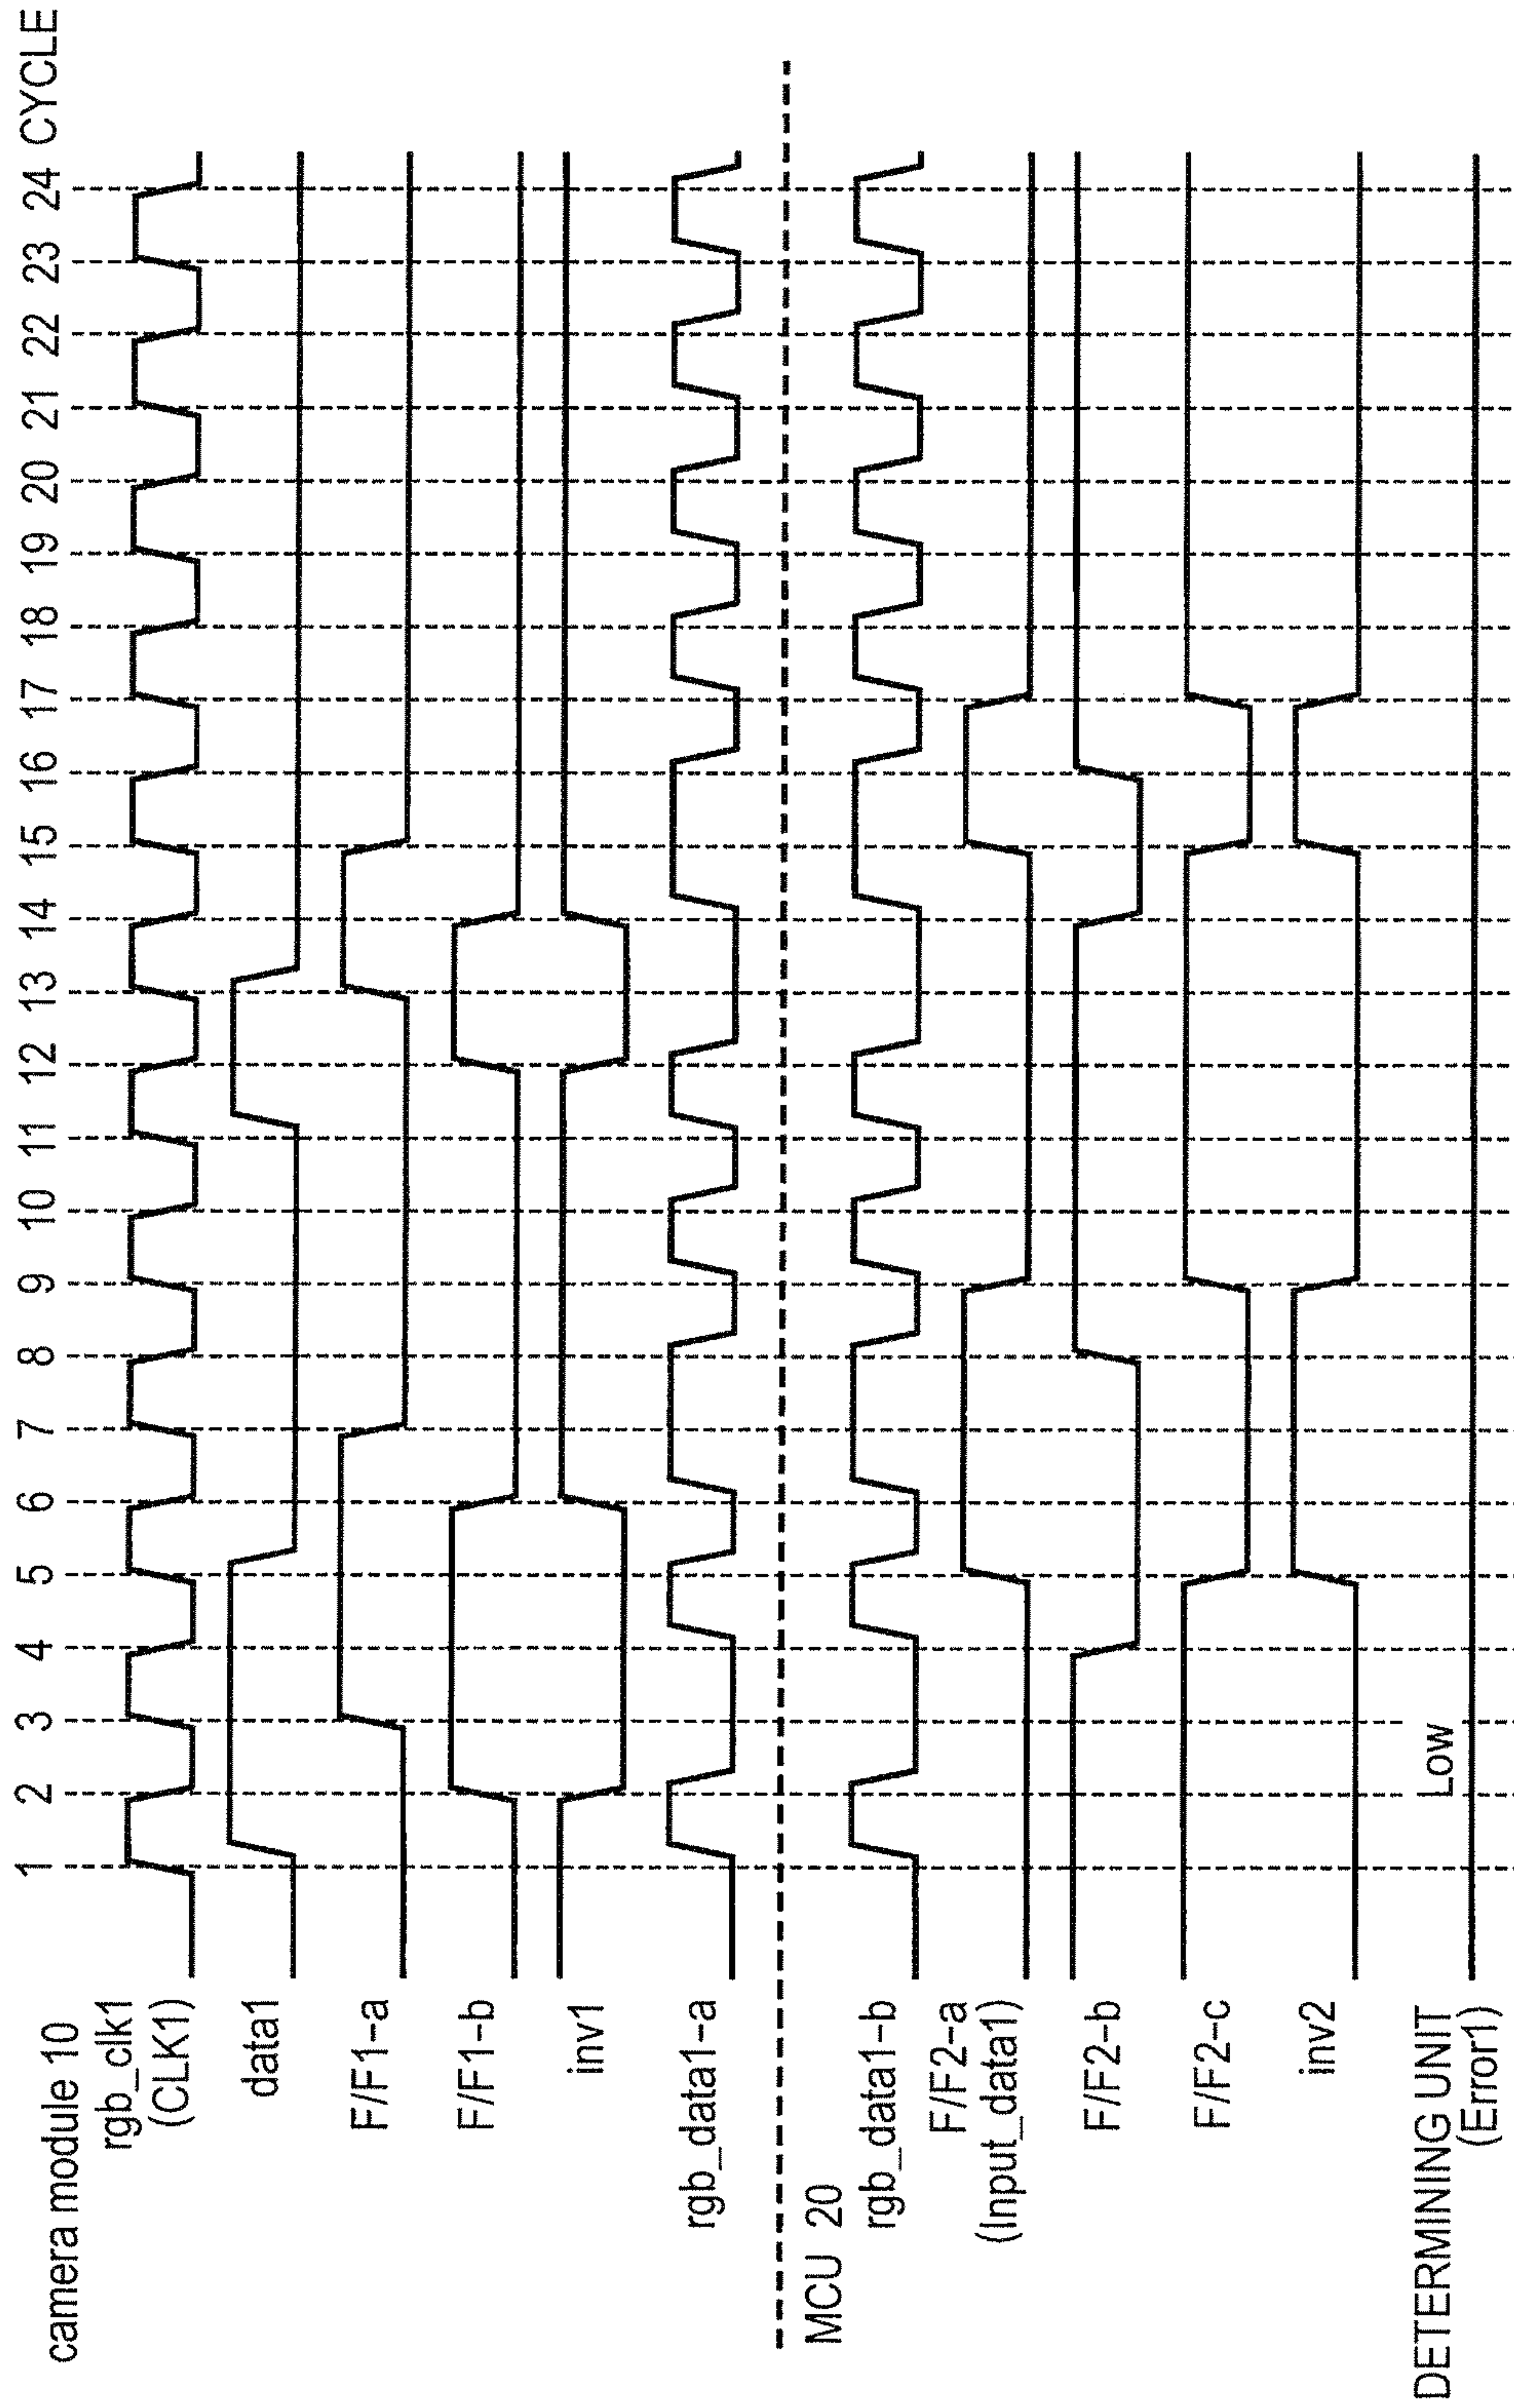 1 2 3 4 5 6 7 8 9 10 11 12 13 14 15 16 17 18 19 20 21 22 23 24 CYCLE
camera module 10
rgb_clk1
(CLK1)
data1
F/F1-a
F/F1-b
inv1
rgb_data1-a
MCU 20
rgb_data1-b
F/F2-a
(Input_data1)
F/F2-b
F/F2-c
inv2
DETERMINING UNIT
(Error1)
Low